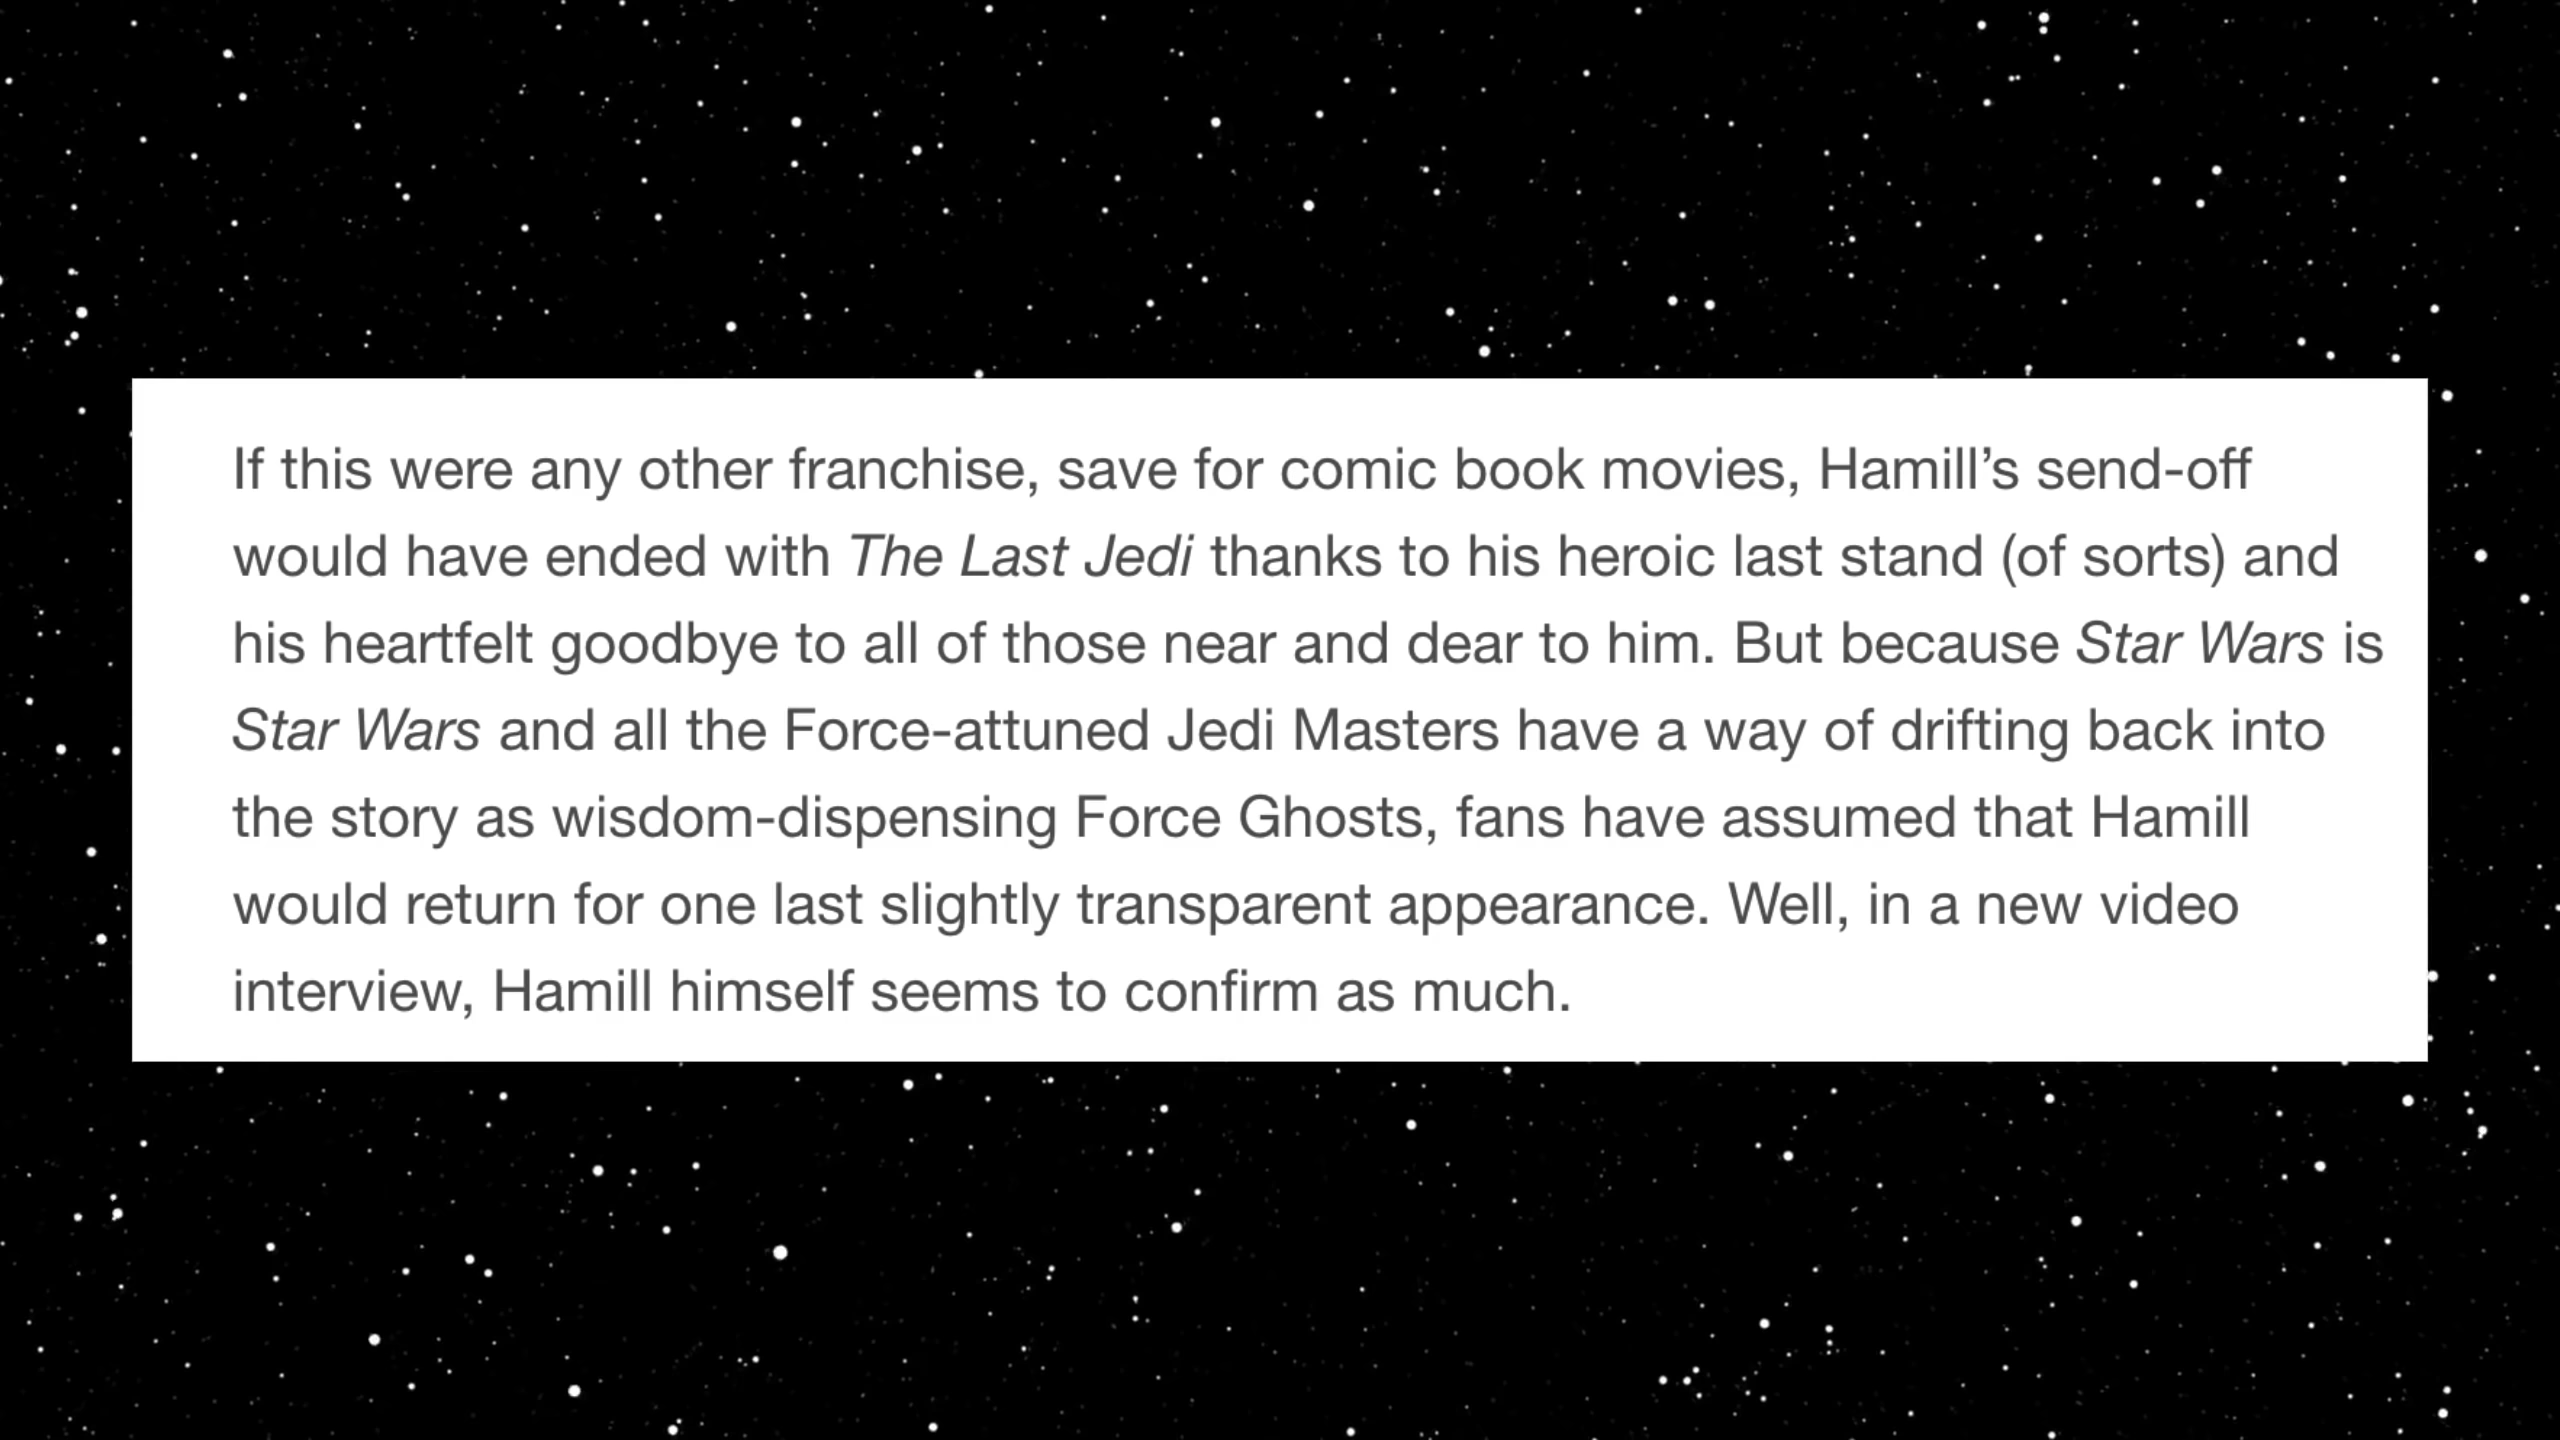 If this were any other franchise, save for comic book movies, Hamill’s send-off
would have ended with The Last Jedi thanks to his heroic last stand (of sorts) and
his heartfelt goodbye to all of those near and dear to him. But because Star Wars is
Star Wars and all the Force-attuned Jedi Masters have a way of drifting back into
the story as wisdom-dispensing Force Ghosts, fans have assumed that Hamill
would return for one last slightly transparent appearance. Well, in a new video
interview, Hamill himself seems to confirm as much.